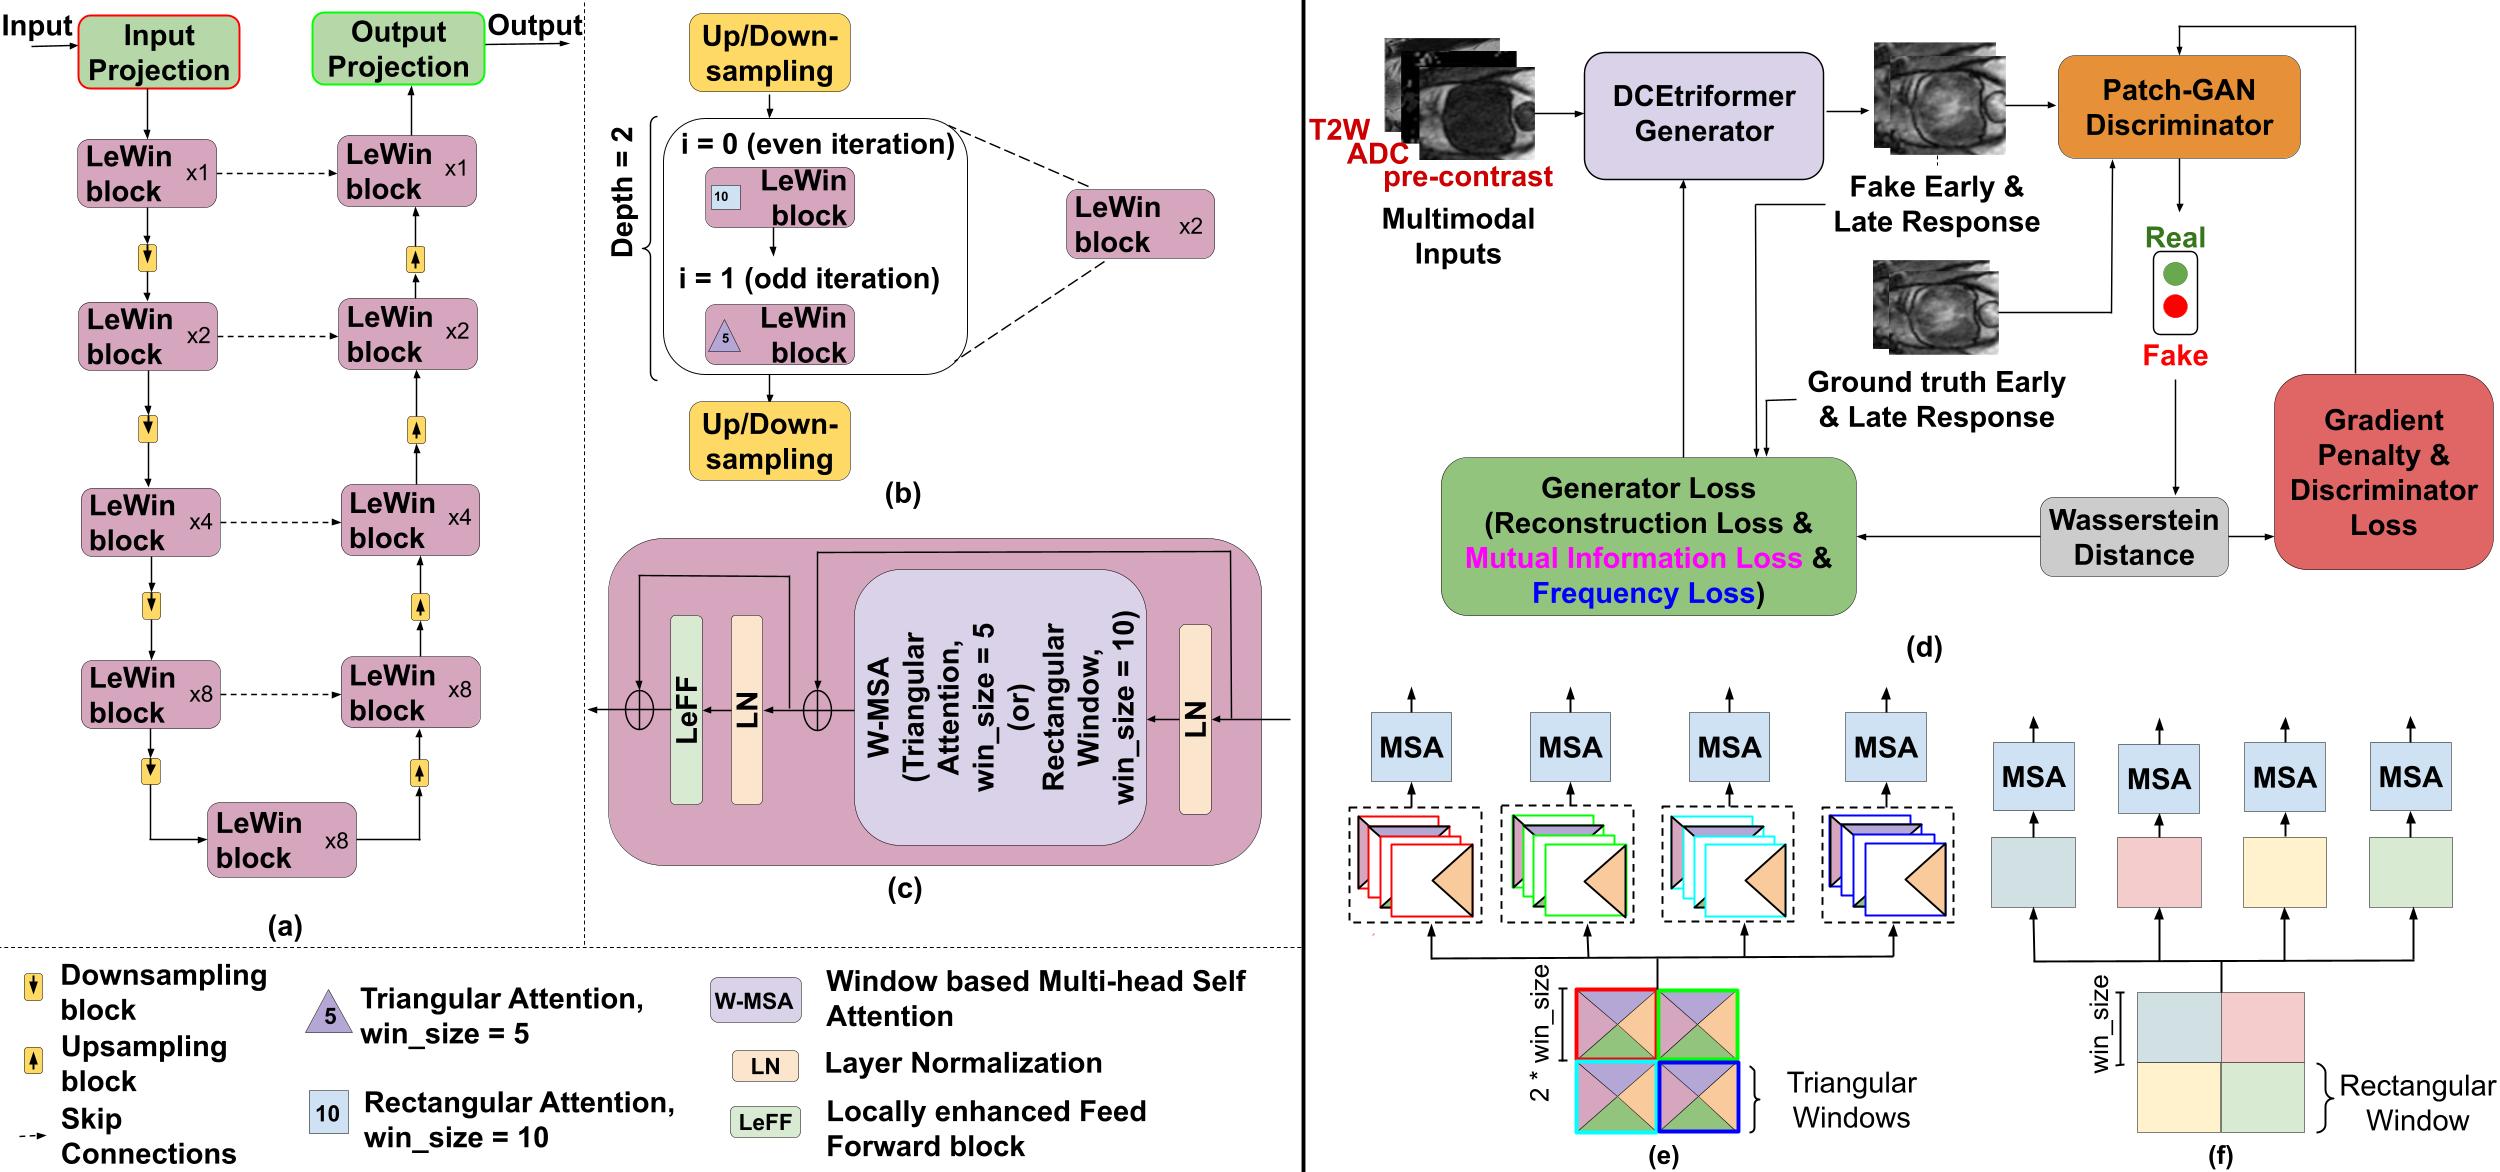 Input
Input
Projection
Output
Projection
Output
LeWin
block
x1
LeWin
block
x1
LeWin
block
x2
LeWin
block
x2
LeWin
block
x4
LeWin
block
x4
LeWin
block
x8
LeWin
block
x8
LeWin
block
x8
(a)
Up/Down-
sampling
Depth = 2
i = 0 (even iteration)
10
LeWin
block
i = 1 (odd iteration)
5
LeWin
block
LeWin
block
x2
Up/Down-
sampling
(b)
LeFF
LN
W-MSA
(Triangular
Attention,
win_size = 5
(or)
Rectangular
Window,
win_size = 10)
LN
(c)
Downsampling
block
Upsampling
block
Skip
Connections
5
Triangular Attention,
win_size = 5
10
Rectangular Attention,
win_size = 10
W-MSA
Window based Multi-head Self
Attention
LN
Layer Normalization
LeFF
Locally enhanced Feed
Forward block
T2W
ADC
pre-contrast
Multimodal
Inputs
DCEtriformer
Generator
Fake Early &
Late Response
Patch-GAN
Discriminator
Real
Fake
Ground truth Early
& Late Response
Gradient
Penalty &
Discriminator
Loss
Generator Loss
(Reconstruction Loss &
Mutual Information Loss &
Frequency Loss)
Wasserstein
Distance
(d)
MSA
MSA
MSA
MSA
2 * win_size
Triangular
Windows
(e)
MSA
MSA
MSA
MSA
win_size
Rectangular
Window
(f)